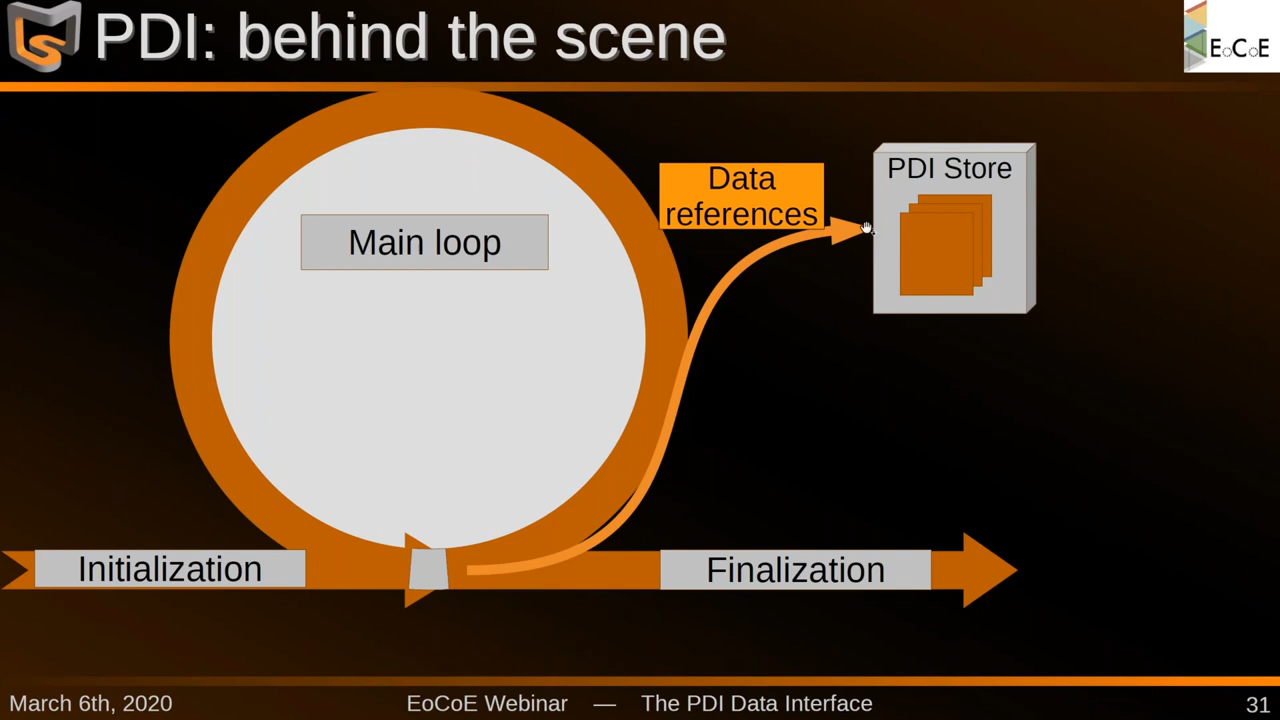 PDI: behind the scene
EoCoE
Data
references
PDI Store
Main loop
Initialization
Finalization
March 6th, 2020
EoCoE Webinar — The PDI Data Interface
31